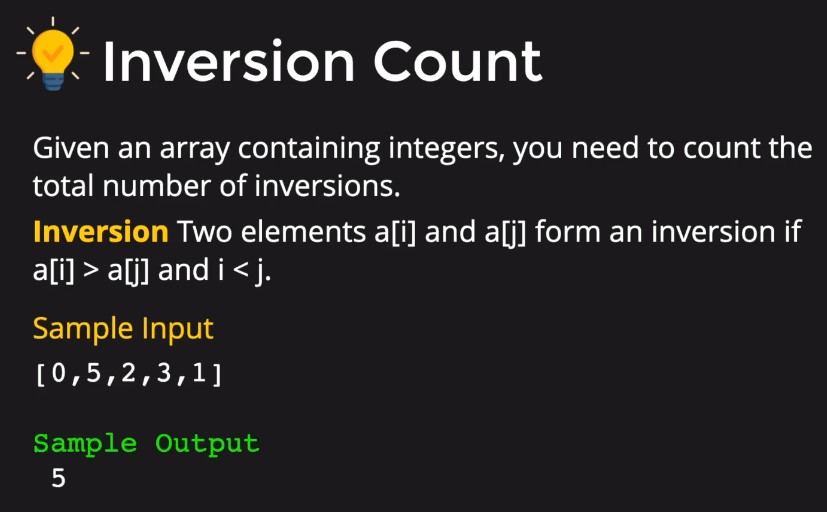 Inversion Count
Given an array containing integers, you need to count the
total number of inversions.
Inversion Two elements a[i] and a[j] form an inversion if
a[i] > a[j] and i < j.
Sample Input
[0,5,2,3,1]
Sample Output
5